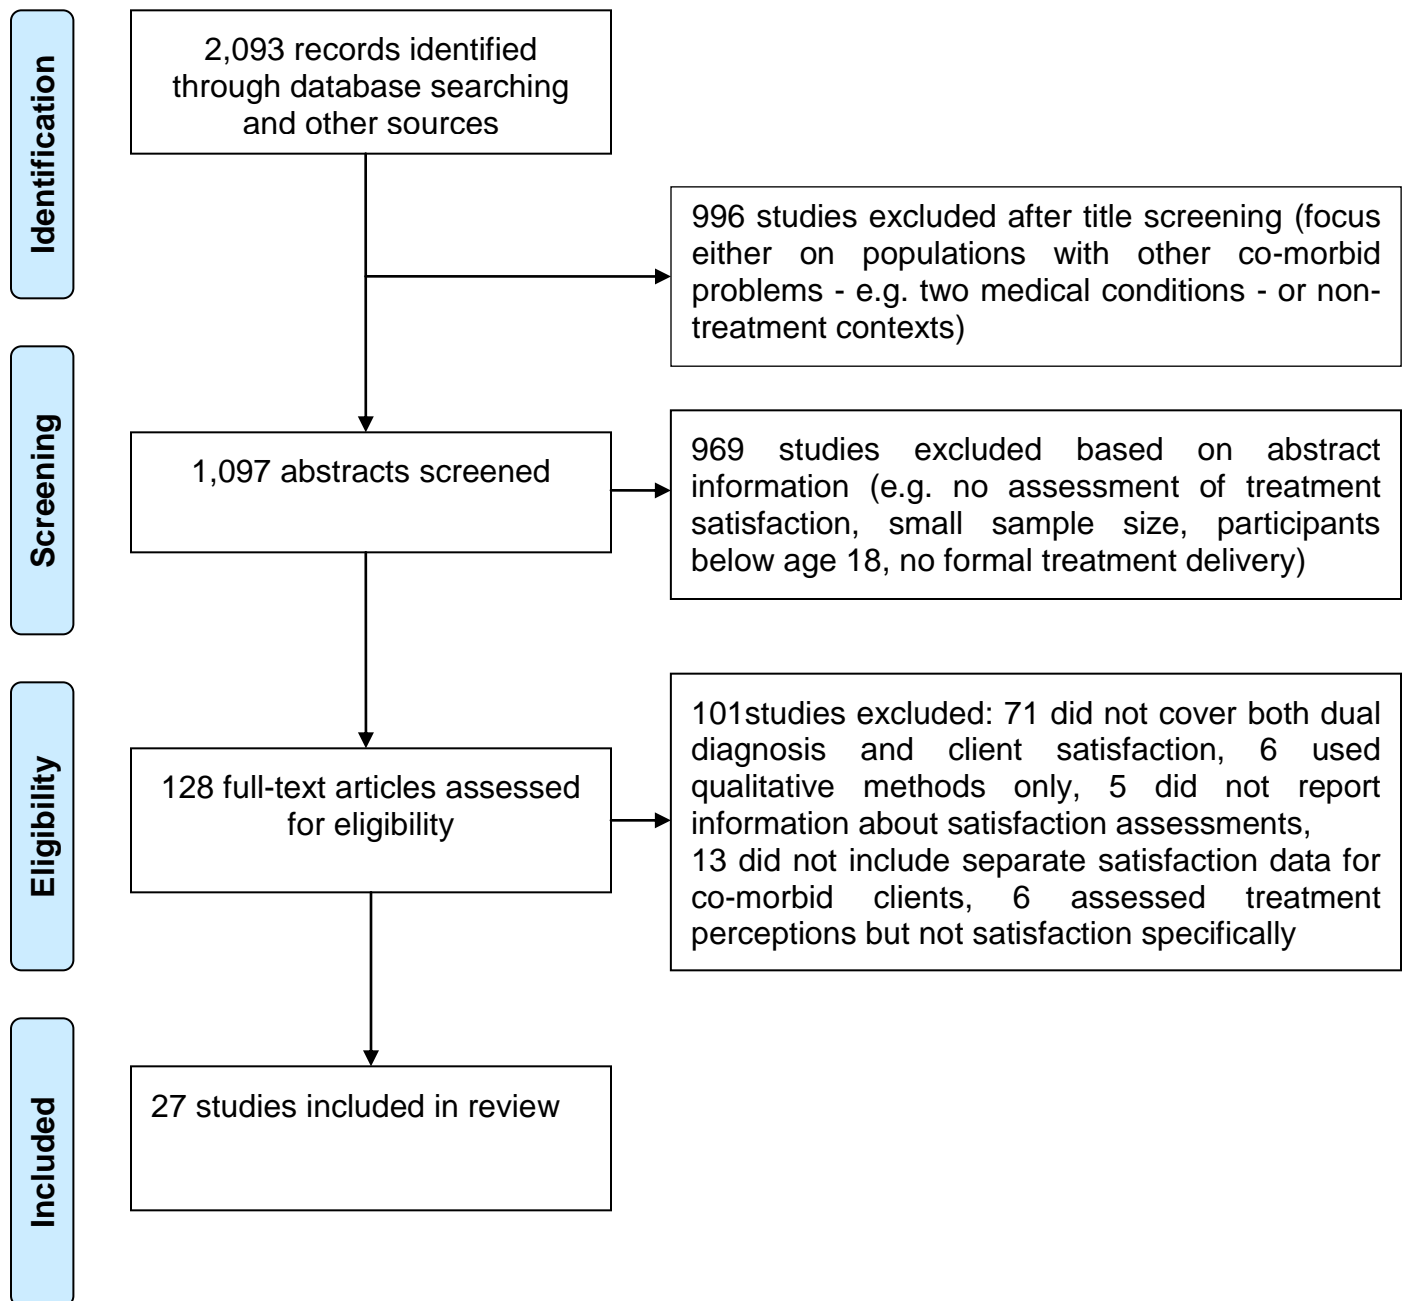 Identification
2,093 records identified
through database searching
and other sources
996 studies excluded after title screening (focus
either on populations with other co-morbid
problems - e.g. two medical conditions - or non-
treatment contexts)
Screening
1,097 abstracts screened
969 studies excluded based on abstract
information (e.g. no assessment of treatment
satisfaction, small sample size, participants
below age 18, no formal treatment delivery)
Eligibility
128 full-text articles assessed
for eligibility
101studies excluded: 71 did not cover both dual
diagnosis and client satisfaction, 6 used
qualitative methods only, 5 did not report
information about satisfaction assessments,
13 did not include separate satisfaction data for
co-morbid clients, 6 assessed treatment
perceptions but not satisfaction specifically
Included
27 studies included in review